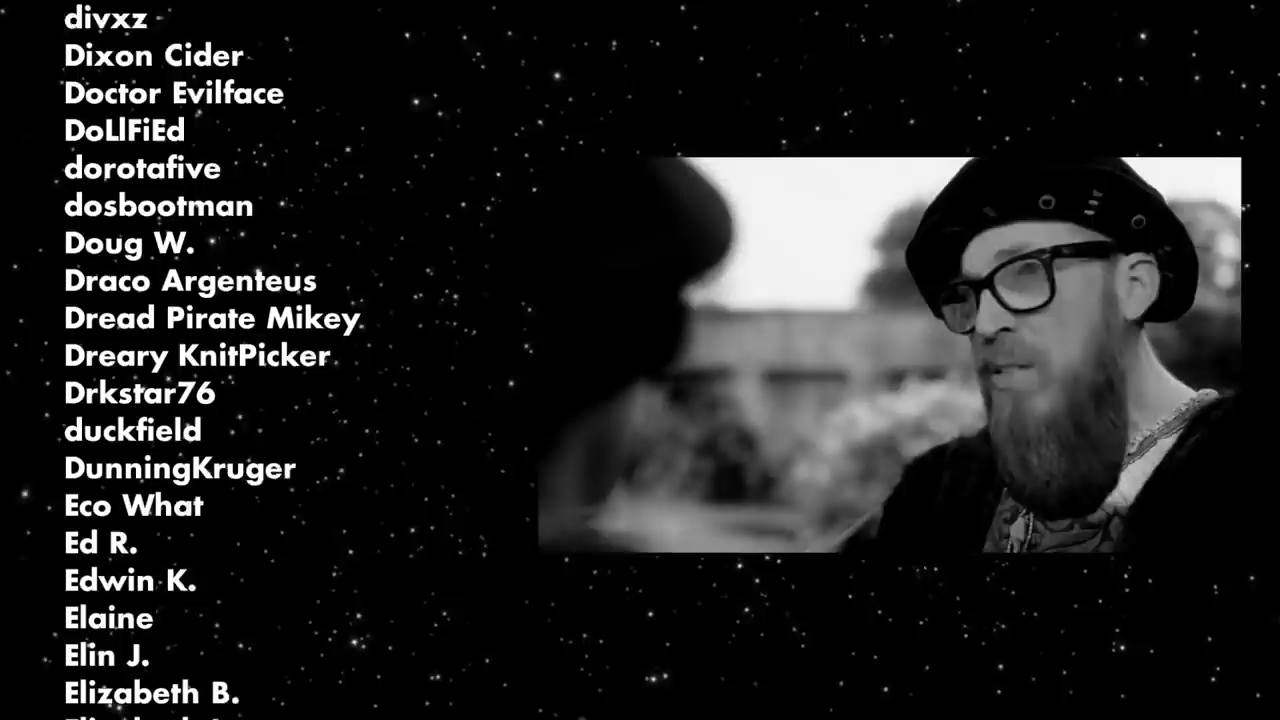 divxz
Dixon Cider
Doctor Evilface
DoLlFiEd
dorotafive
dosbootman
Doug W.
Draco Argenteus
Dread Pirate Mikey
Dreary KnitPicker
Drkstar76
duckfield
DunningKruger
Eco What
Ed R.
Edwin K.
Elaine
Elin J.
Elizabeth B.